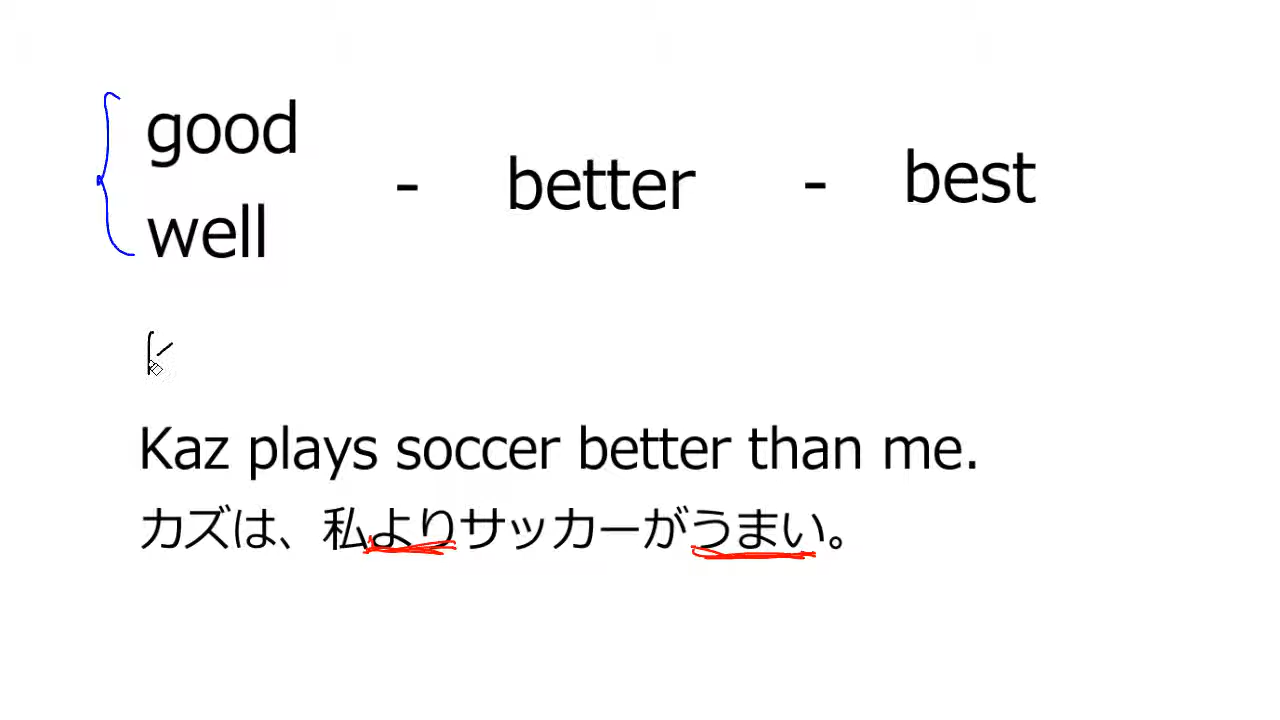 good
well - better - best
Kaz plays soccer better than me.
カズは、私よりサッカーがうまい。